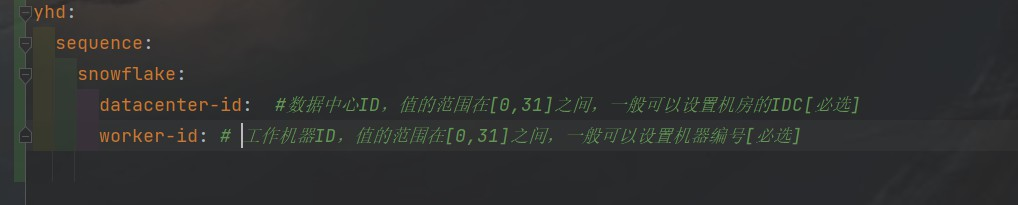 yhd:
sequence:
snowflake:
datacenter-id: #数据中心ID，值的范围在[0,31]之间，一般可以设置机房的IDC[必选]
worker-id: # 工作机器ID，值的范围在[0,31]之间，一般可以设置机器编号[必选]